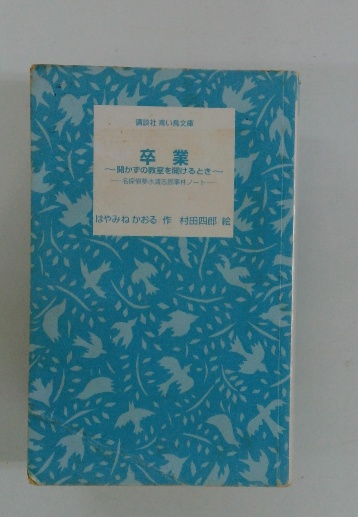 講談社 青い鳥文庫
卒業
~開かずの教室を開けるとき~
—名探偵夢水清志郎事件ノート—
はやみねかおる 作 村田四郎 絵